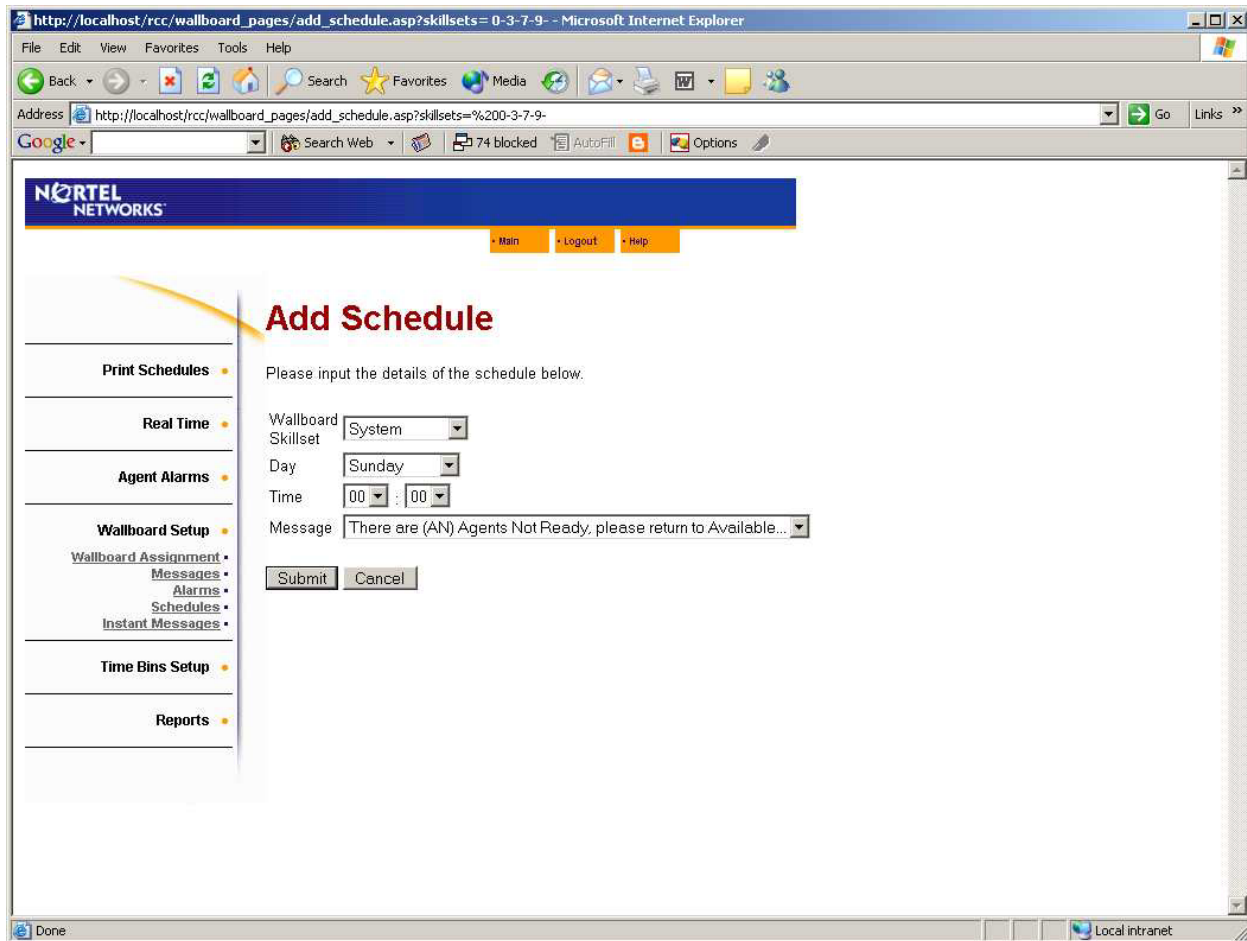 http://localhost/rcc/wallboard_pages/add_schedule.asp?skillsets= 0-3-7-9- - Microsoft Internet Explorer
File Edit View Favorites Tools Help
Back Search Favorites Media
Address http://localhost/rcc/wallboard_pages/add_schedule.asp?skillsets=%200-3-7-9- Go Links »
Google Search Web 74 blocked AutoFill Options
NORTEL
NETWORKS
• Main • Logout • Help
Add Schedule
Please input the details of the schedule below.
Print Schedules
Real Time
Agent Alarms
Wallboard Setup
Wallboard Assignment
Messages
Alarms
Schedules
Instant Messages
Time Bins Setup
Reports
Wallboard Skillset System
Day Sunday
Time 00 : 00
Message There are (AN) Agents Not Ready, please return to Available...
Submit Cancel
Done Local intranet